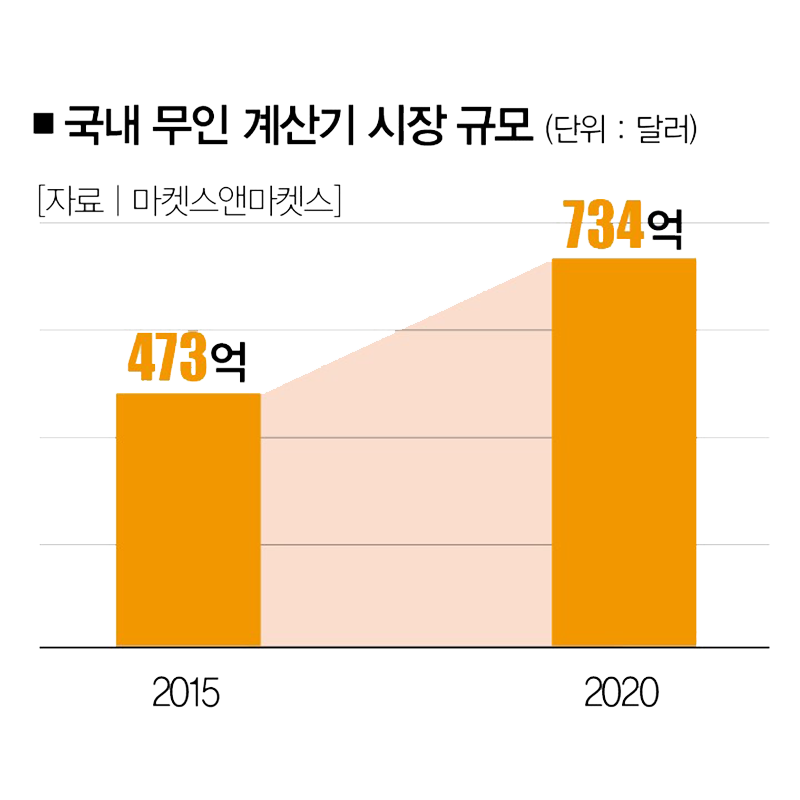 ■ 국내 무인 계산기 시장 규모 (단위 : 달러)
[자료 | 마켓스앤마켓스]
734억
473억
2015 2020